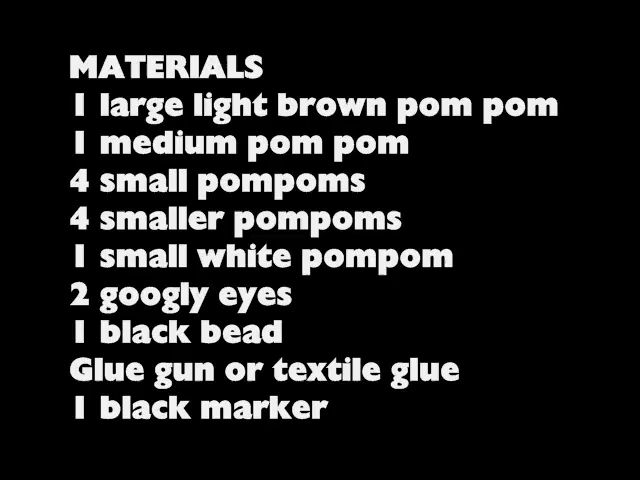 MATERIALS
1 large light brown pom pom
1 medium pom pom
4 small pompoms
4 smaller pompoms
1 small white pompom
2 googly eyes
1 black bead
Glue gun or textile glue
1 black marker